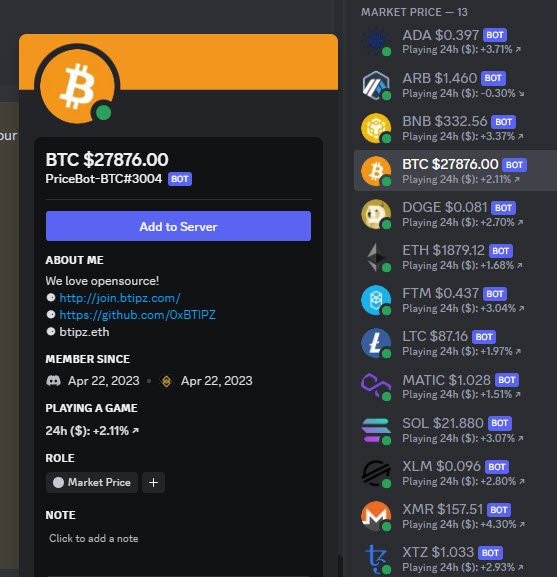 our
BTC $27876.00
PriceBot-BTC#3004 BOT
Add to Server
ABOUT ME
We love opensource!
http://join.btipz.com/
https://github.com/0xBTIPZ
btipz.eth
MEMBER SINCE
Apr 22, 2023 Apr 22, 2023
PLAYING A GAME
24h ($): +2.11% ↗
ROLE
Market Price +
NOTE
Click to add a note
MARKET PRICE — 13
ADA $0.397 BOT
Playing 24h ($): +3.71% ↗
ARB $1.460 BOT
Playing 24h ($): -0.30% ↘
BNB $332.56 BOT
Playing 24h ($): +3.37% ↗
BTC $27876.00 BOT
Playing 24h ($): +2.11% ↗
DOGE $0.081 BOT
Playing 24h ($): +2.70% ↗
ETH $1879.12 BOT
Playing 24h ($): +1.68% ↗
FTM $0.437 BOT
Playing 24h ($): +3.04% ↗
LTC $87.16 BOT
Playing 24h ($): +1.97% ↗
MATIC $1.028 BOT
Playing 24h ($): +1.51% ↗
SOL $21.880 BOT
Playing 24h ($): +3.07% ↗
XLM $0.096 BOT
Playing 24h ($): +2.80% ↗
XMR $157.51 BOT
Playing 24h ($): +4.30% ↗
XTZ $1.033 BOT
Playing 24h ($): +2.93% ↗